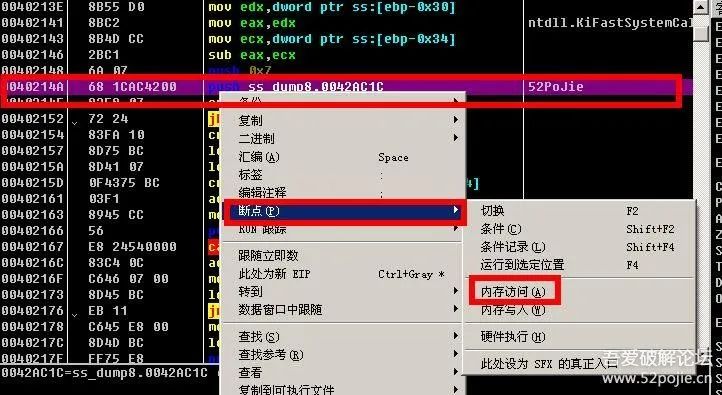 0040213E 8B55 D0 mov edx,dword ptr ss:[ebp-0x30]
00402141 8BC2 mov eax,edx ntdll.KiFastSystemCal
00402143 8B4D CC mov ecx,dword ptr ss:[ebp-0x34]
00402146 2BC1 sub eax,ecx
00402148 6A 07 push 0x7
0040214A 68 1CAC4200 push ss_dump8.0042AC1C 52PoJie
00402152 72 24
复制
00402154 83FA 10
二进制
00402157 8D75 BC
汇编(A) Space
0040215A 8D41 07
标签 :
0040215D 0F4375 BC
编辑注释 ;
00402161 03F1
断点(P) 切换 F2
00402163 8945 CC
RUN 跟踪 条件(C) Shift+F2
00402166 56
条件记录(L) Shift+F4
00402167 E8 24540000
跟随立即数 运行到选定位置 F4
0040216C 83C4 0C
此处为新 EIP Ctrl+Gray *
0040216F C646 07 00
转到 内存访问(A)
00402173 8D45 BC
数据窗口中跟随 内存写入(W)
00402176 EB 11
00402178 C645 E8 00
查找(S) 硬件执行(H)
0040217C 8D4D BC
查找参考(R) 此处设为 SFX 的真正入口
0040217F FF75 E8
查看
0042AC1C=ss_dump8.0042AC1C
复制到可执行文件
吾爱破解论坛
www.52pojie.cn